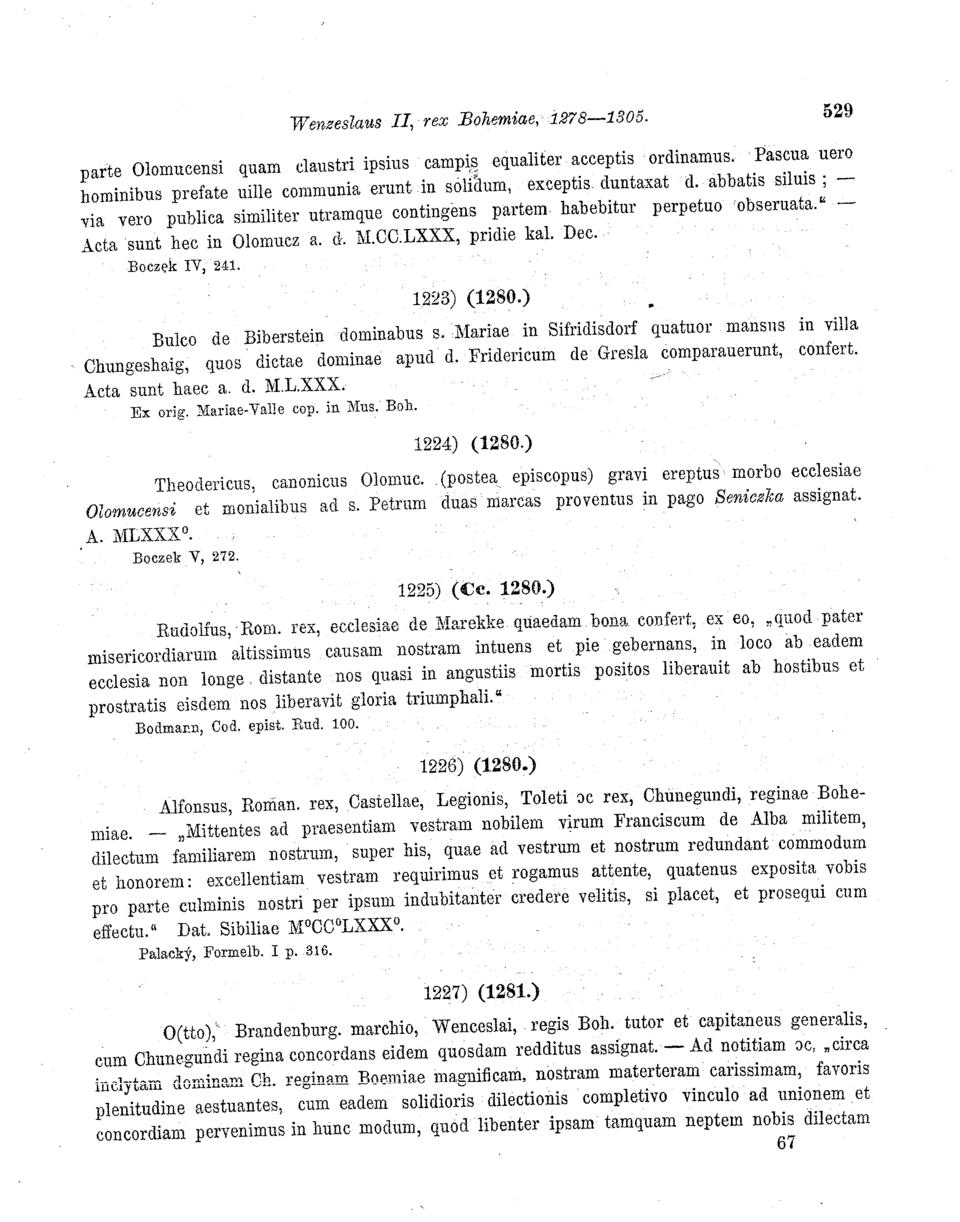 Wenzeslaus II, rex Bohemiae, 1278—1305.
529
parte Olomucensi quam claustri ipsius campis equaliter acceptis ordinamus. Pascua uero
hominibus prefate uille communia erunt in solidum, exceptis duntaxat d. abbatis siluis ; —
via vero publica similiter utramque contingens partem habebitur perpetuo obseruata.“ —
Acta sunt hec in Olomucz a. d. M.CC.LXXX, pridie kal. Dec.
Boczek IV, 241.
1223) (1280.)
Bulco de Biberstein dominabus s. Mariae in Sifridisdorf quatuor mansus in villa
Chungeshaig, quos dictae dominae apud d. Fridericum de Gresla comparauerunt, confert.
Acta sunt haec a. d. M.L.XXX.
Ex orig. Mariae-Valle cop. in Mus. Boh.
1224) (1280.)
Theodericus, canonicus Olomuc. (postea episcopus) gravi ereptus morbo ecclesiae
Olomucensi et monialibus ad s. Petrum duas marcas proventus in pago Seniczka assignat.
A. MLXXX⁰.
Boczek V, 272.
1225) (Cc. 1280.)
Rudolfus, Rom. rex, ecclesiae de Marekke quaedam bona confert, ex eo, „quod pater
misericordiarum altissimus causam nostram intuens et pie gebernans, in loco ab eadem
ecclesia non longe distante nos quasi in angustiis mortis positos liberauit ab hostibus et
prostratis eisdem nos liberavit gloria triumphali.“
Bodmann, Cod. epist. Rud. 100.
1226) (1280.)
Alfonsus, Roman. rex, Castellae, Legionis, Toleti ɔc rex, Chunegundi, reginae Bohe-
miae. — „Mittentes ad praesentiam vestram nobilem virum Franciscum de Alba militem,
dilectum familiarem nostrum, super his, quae ad vestrum et nostrum redundant commodum
et honorem: excellentiam vestram requirimus et rogamus attente, quatenus exposita vobis
pro parte culminis nostri per ipsum indubitanter credere velitis, si placet, et prosequi cum
effectu.“ Dat. Sibiliae M⁰CC⁰LXXX⁰.
Palacký, Formelb. I p. 316.
1227) (1281.)
O(tto), Brandenburg. marchio, Wenceslai, regis Boh. tutor et capitaneus generalis,
cum Chunegundi regina concordans eidem quosdam redditus assignat. — Ad notitiam ɔc, „circa
inclytam dominam Ch. reginam Boemiae magnificam, nostram materteram carissimam, favoris
plenitudine aestuantes, cum eadem solidioris dilectionis completivo vinculo ad unionem et
concordiam pervenimus in hunc modum, quod libenter ipsam tamquam neptem nobis dilectam
67